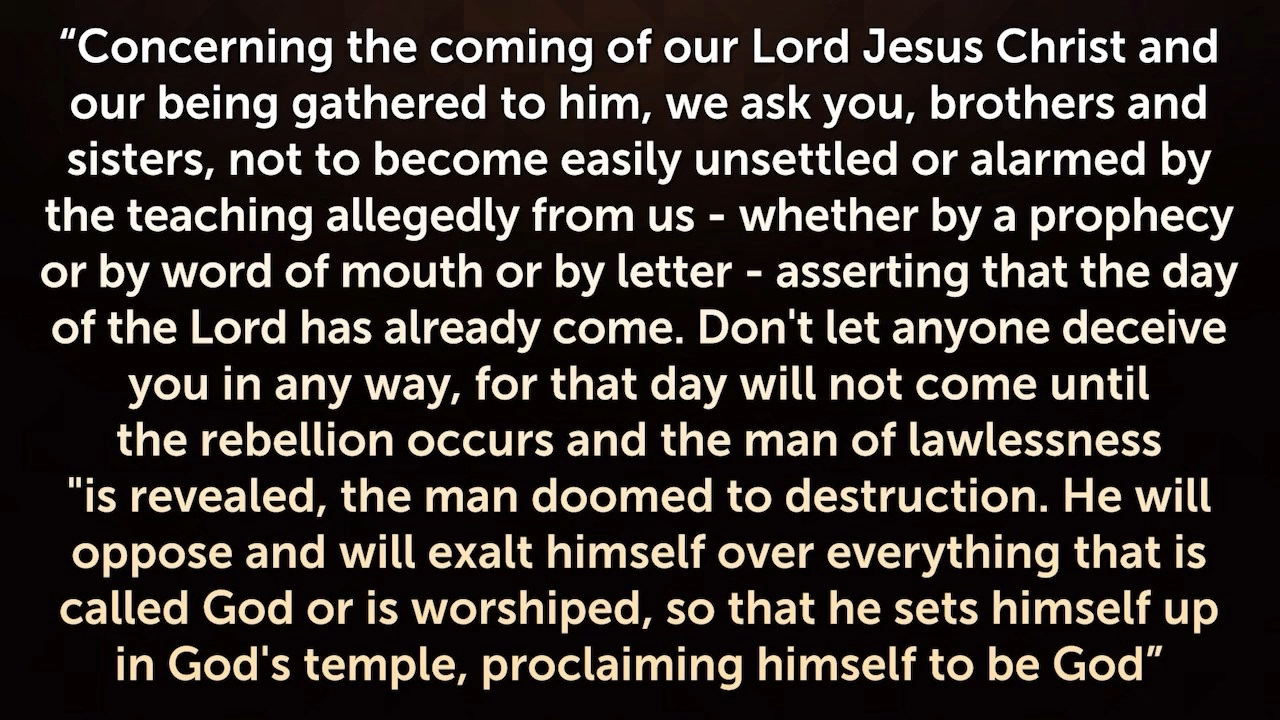 “Concerning the coming of our Lord Jesus Christ and
our being gathered to him, we ask you, brothers and
sisters, not to become easily unsettled or alarmed by
the teaching allegedly from us - whether by a prophecy
or by word of mouth or by letter - asserting that the day
of the Lord has already come. Don't let anyone deceive
you in any way, for that day will not come until
the rebellion occurs and the man of lawlessness
"is revealed, the man doomed to destruction. He will
oppose and will exalt himself over everything that is
called God or is worshiped, so that he sets himself up
in God's temple, proclaiming himself to be God”